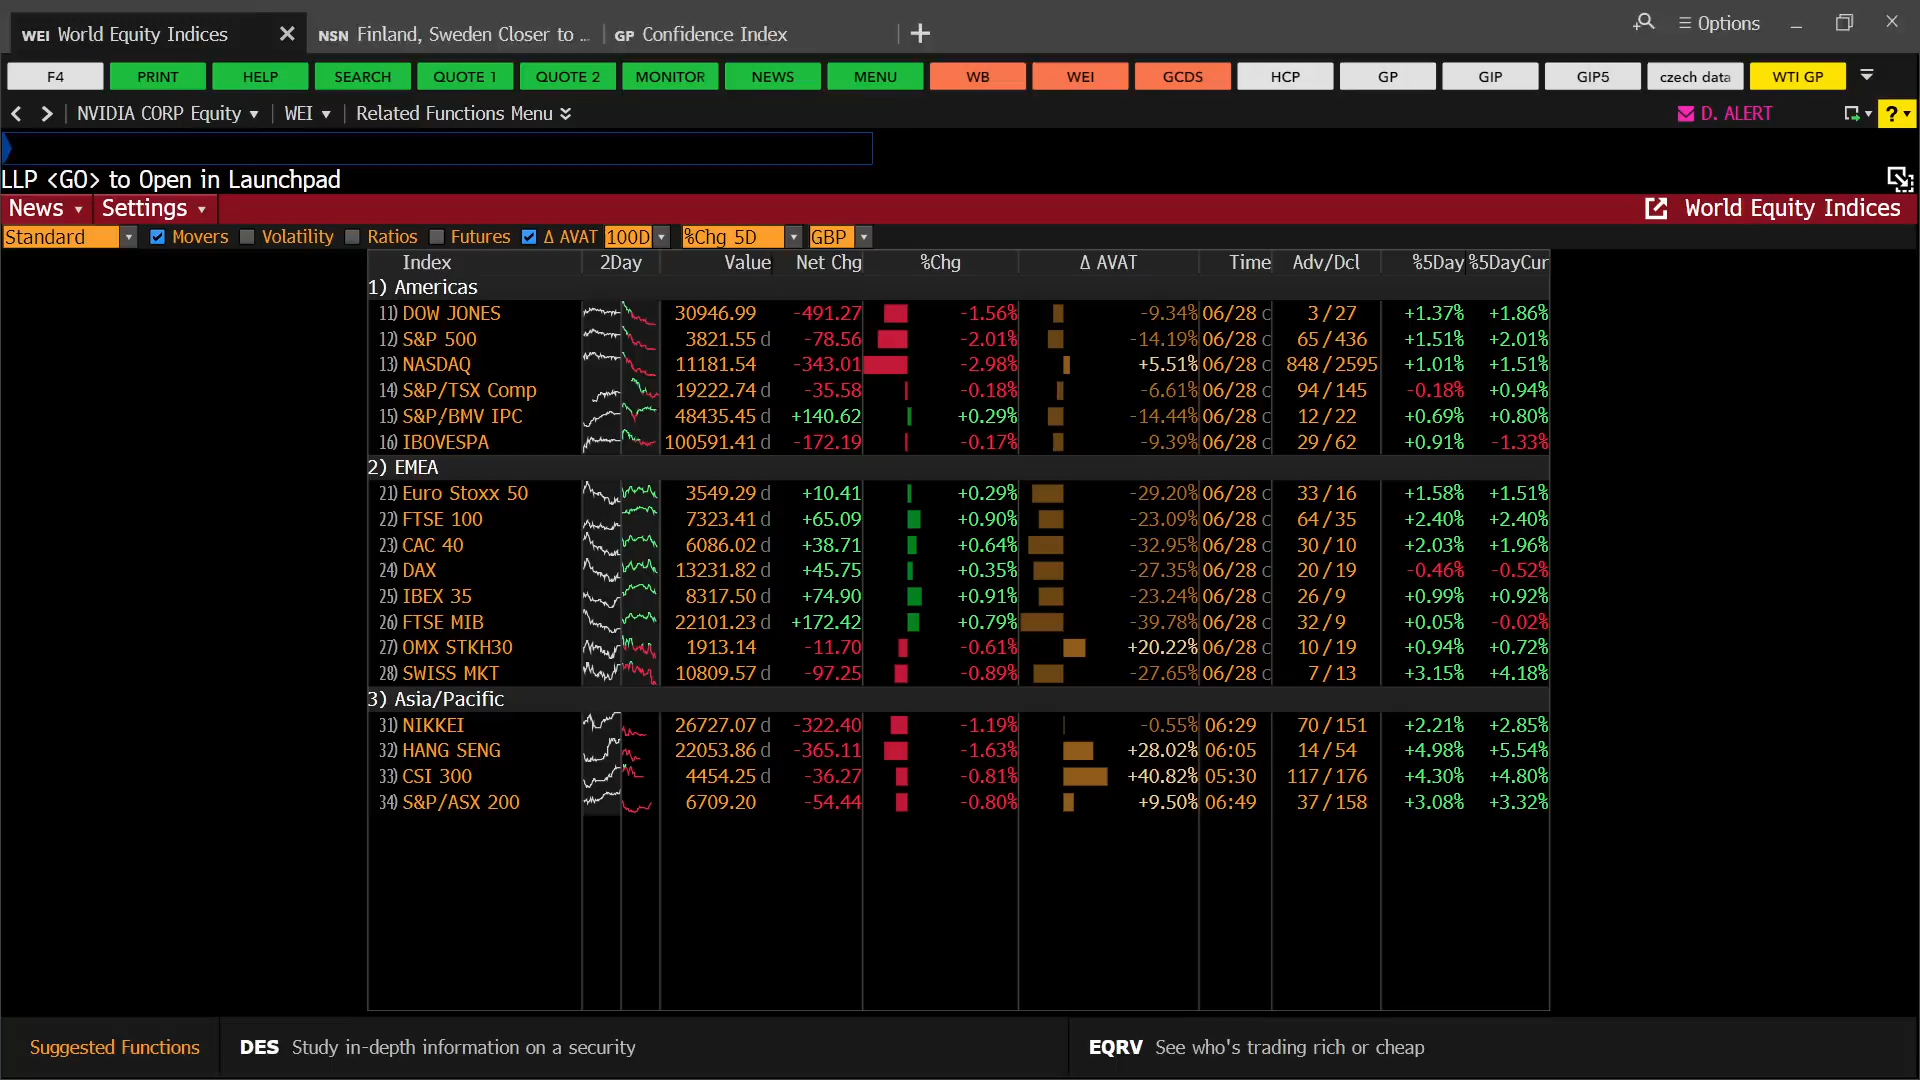 WEI World Equity Indices × NSN Finland, Sweden Closer to ... GP Confidence Index + Options
F4 PRINT HELP SEARCH QUOTE 1 QUOTE 2 MONITOR NEWS MENU WB WEI GCDS HCP GP GIP GIP5 czech data WTI GP
NVIDIA CORP Equity WEI Related Functions Menu D. ALERT ?
LLP <GO> to Open in Launchpad
News Settings World Equity Indices
Standard Movers Volatility Ratios Futures Δ AVAT 100D %Chg 5D GBP
Index 2Day Value Net Chg %Chg Δ AVAT Time Adv/Dcl %5Day %5DayCur
1) Americas
11) DOW JONES 30946.99 -491.27 -1.56% -9.34% 06/28 c 3 / 27 +1.37% +1.86%
12) S&P 500 3821.55 d -78.56 -2.01% -14.19% 06/28 c 65 / 436 +1.51% +2.01%
13) NASDAQ 11181.54 -343.01 -2.98% +5.51% 06/28 c 848 / 2595 +1.01% +1.51%
14) S&P/TSX Comp 19222.74 d -35.58 -0.18% -6.61% 06/28 c 94 / 145 -0.18% +0.94%
15) S&P/BMV IPC 48435.45 d +140.62 +0.29% -14.44% 06/28 c 12 / 22 +0.69% +0.80%
16) IBOVESPA 100591.41 d -172.19 -0.17% -9.39% 06/28 c 29 / 62 +0.91% -1.33%
2) EMEA
21) Euro Stoxx 50 3549.29 d +10.41 +0.29% -29.20% 06/28 c 33 / 16 +1.58% +1.51%
22) FTSE 100 7323.41 d +65.09 +0.90% -23.09% 06/28 c 64 / 35 +2.40% +2.40%
23) CAC 40 6086.02 d +38.71 +0.64% -32.95% 06/28 c 30 / 10 +2.03% +1.96%
24) DAX 13231.82 d +45.75 +0.35% -27.35% 06/28 c 20 / 19 -0.46% -0.52%
25) IBEX 35 8317.50 d +74.90 +0.91% -23.24% 06/28 c 26 / 9 +0.99% +0.92%
26) FTSE MIB 22101.23 d +172.42 +0.79% -39.78% 06/28 c 32 / 9 +0.05% -0.02%
27) OMX STKH30 1913.14 -11.70 -0.61% +20.22% 06/28 c 10 / 19 +0.94% +0.72%
28) SWISS MKT 10809.57 d -97.25 -0.89% -27.65% 06/28 c 7 / 13 +3.15% +4.18%
3) Asia/Pacific
31) NIKKEI 26727.07 d -322.40 -1.19% -0.55% 06:29 70 / 151 +2.21% +2.85%
32) HANG SENG 22053.86 d -365.11 -1.63% +28.02% 06:05 14 / 54 +4.98% +5.54%
33) CSI 300 4454.25 d -36.27 -0.81% +40.82% 05:30 117 / 176 +4.30% +4.80%
34) S&P/ASX 200 6709.20 -54.44 -0.80% +9.50% 06:49 37 / 158 +3.08% +3.32%
Suggested Functions DES Study in-depth information on a security EQRV See who's trading rich or cheap